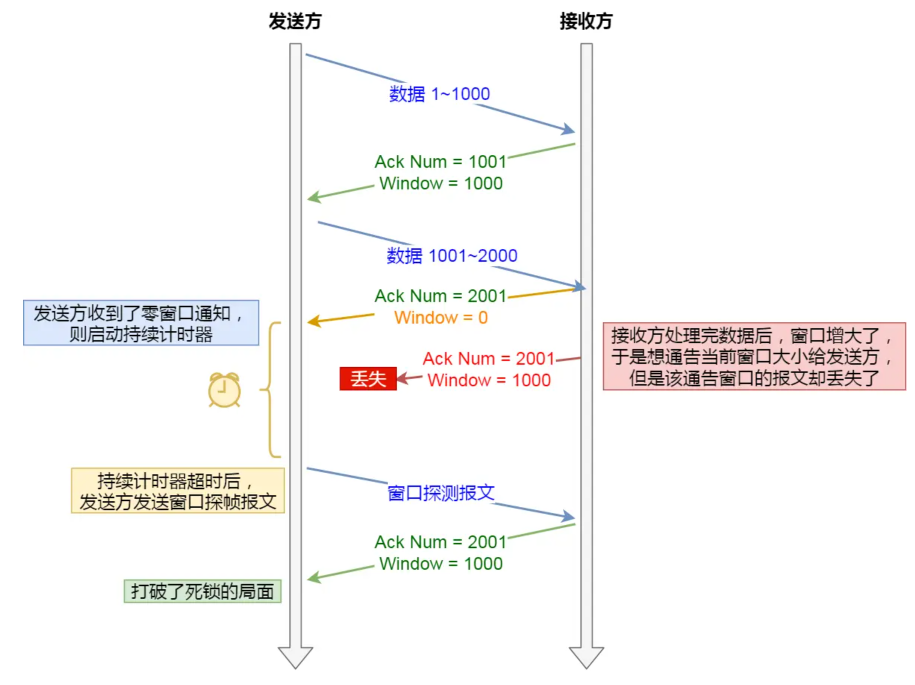 发送方
接收方
数据 1~1000
Ack Num = 1001
Window = 1000
数据 1001~2000
发送方收到了零窗口通知，
则启动持续计时器
Ack Num = 2001
Window = 0
接收方处理完数据后，窗口增大了，
于是想通告当前窗口大小给发送方，
但是该通告窗口的报文却丢失了
Ack Num = 2001
Window = 1000
丢失
持续计时器超时后，
发送方发送窗口探帧报文
窗口探测报文
Ack Num = 2001
Window = 1000
打破了死锁的局面